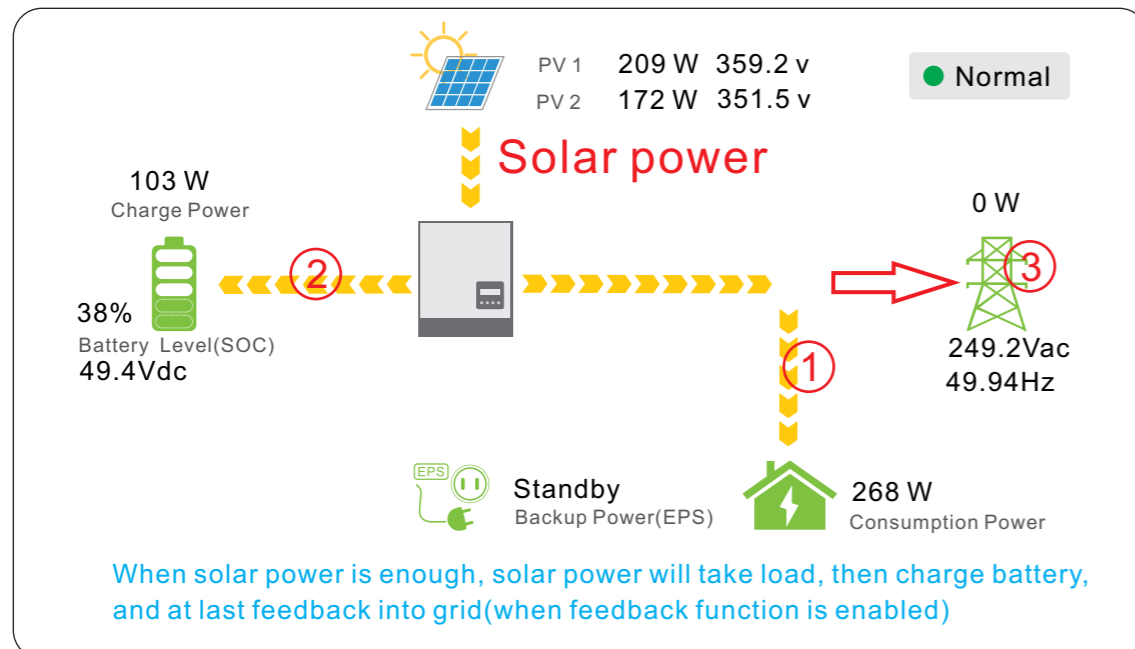 PV 1 209 W 359.2 v
PV 2 172 W 351.5 v
Normal
Solar power
103 W
Charge Power
0 W
2
3
38%
Battery Level(SOC)
49.4Vdc
249.2Vac
49.94Hz
1
EPS
Standby
Backup Power(EPS)
268 W
Consumption Power
When solar power is enough, solar power will take load, then charge battery,
and at last feedback into grid(when feedback function is enabled)